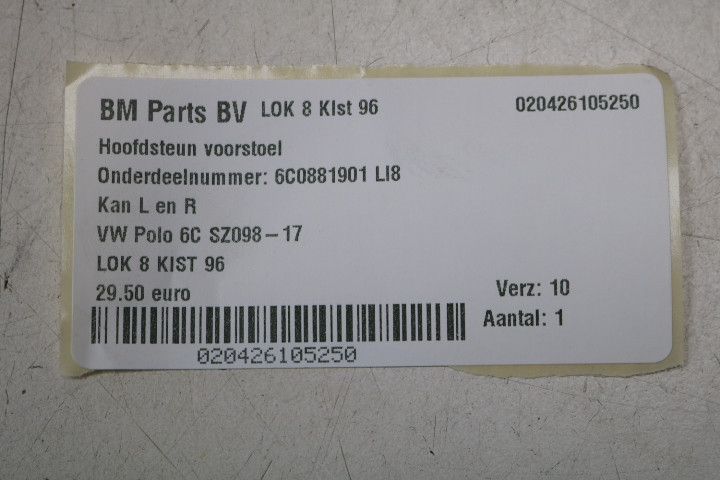 BM Parts BV LOK 8 KIst 96 020426105250
Hoofdsteun voorstoel
Onderdeelnummer: 6C0881901 LI8
Kan L en R
VW Polo 6C SZ098-17
LOK 8 KIST 96
29.50 euro Verz: 10
Aantal: 1
020426105250